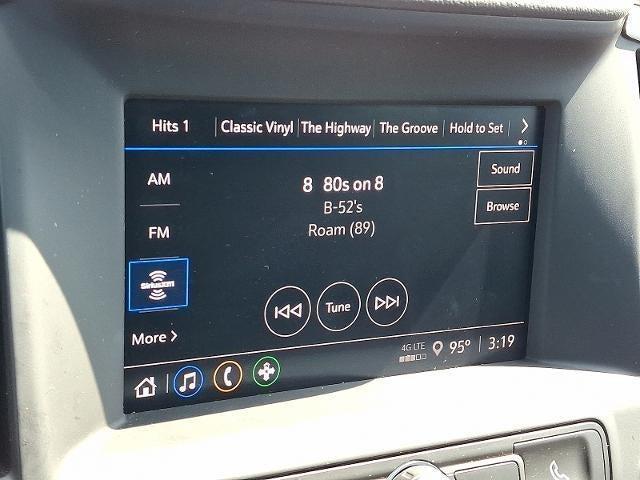 Hits 1 Classic Vinyl The Highway The Groove Hold to Set
AM
8 80s on 8
Sound
B-52's
Browse
FM
Roam (89)
SiriusXM
Tune
More
4G LTE 95° 3:19